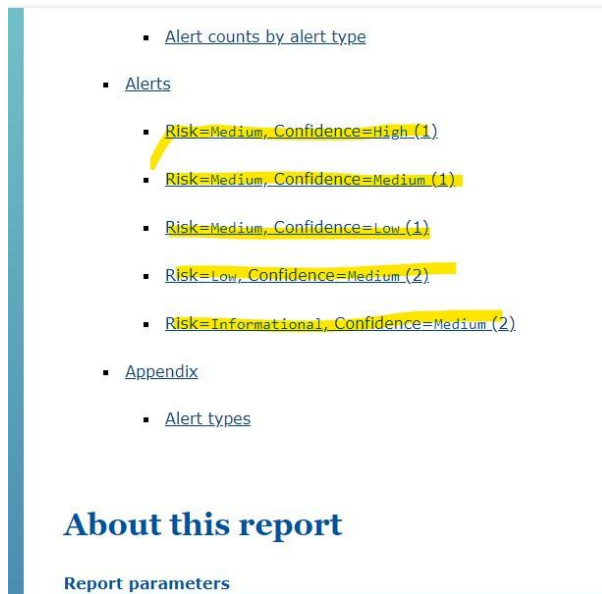 Alert counts by alert type
Alerts
Risk=Medium, Confidence=High (1)
Risk=Medium, Confidence=Medium (1)
Risk=Medium, Confidence=Low (1)
Risk=Low, Confidence=Medium (2)
Risk=Informational, Confidence=Medium (2)
Appendix
Alert types
About this report
Report parameters